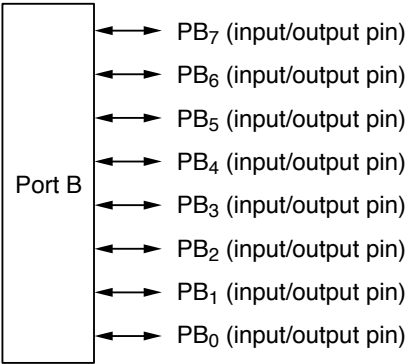 PB₇ (input/output pin)
PB₆ (input/output pin)
PB₅ (input/output pin)
PB₄ (input/output pin)
Port B
PB₃ (input/output pin)
PB₂ (input/output pin)
PB₁ (input/output pin)
PB₀ (input/output pin)